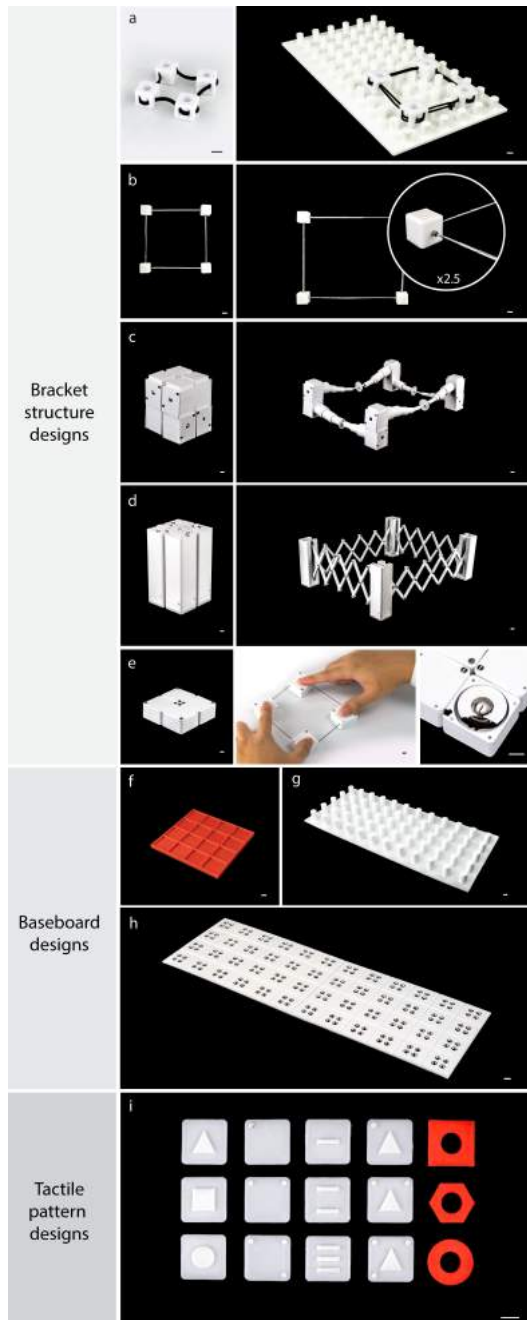 a
b
x2.5
c
Bracket
structure
designs
d
e
f
g
Baseboard
designs
h
i
Tactile
pattern
designs